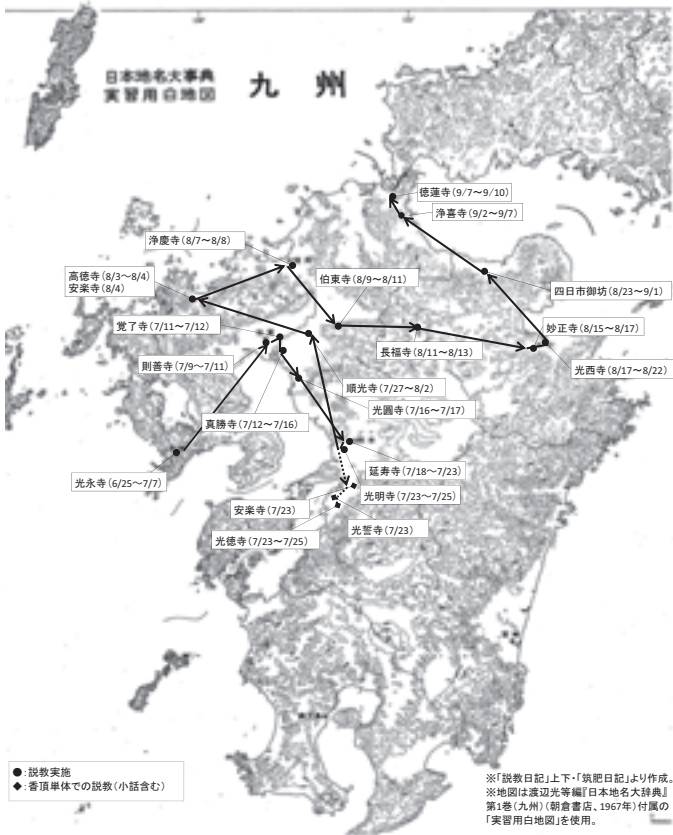 日本地名大事典
実習用白地図
九 州
徳蓮寺(9/7～9/10)
浄喜寺(9/2～9/7)
浄慶寺(8/7～8/8)
高徳寺(8/3～8/4)
安楽寺(8/4)
伯東寺(8/9～8/11)
四日市御坊(8/23～9/1)
覚了寺(7/11～7/12)
妙正寺(8/15～8/17)
則善寺(7/9～7/11)
長福寺(8/11～8/13)
光西寺(8/17～8/22)
順光寺(7/27～8/2)
光圓寺(7/16～7/17)
真勝寺(7/12～7/16)
延寿寺(7/18～7/23)
光永寺(6/25～7/7)
光明寺(7/23～7/25)
安楽寺(7/23)
光誓寺(7/23)
光徳寺(7/23～7/25)
●:説教実施
◆:香頂単体での説教(小話含む)
※「説教日記」上下・「筑肥日記」より作成。
※地図は渡辺光等編『日本地名大辞典』
第1巻(九州)(朝倉書店、1967年)付属の
「実習用白地図」を使用。